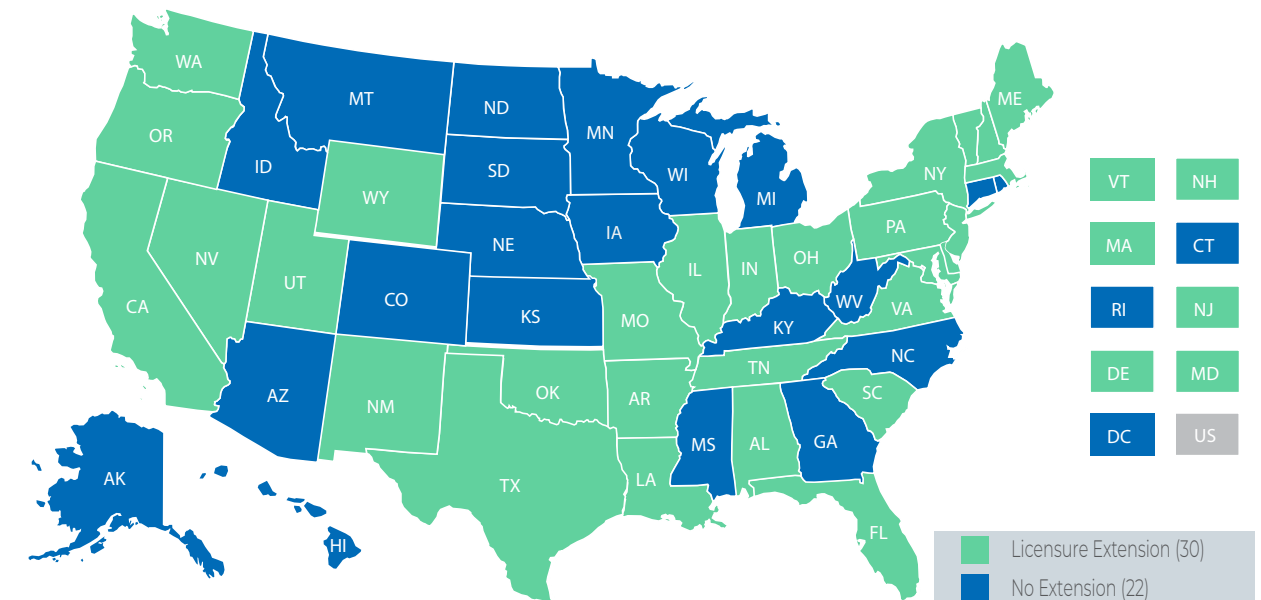 WA
MT
ND
MN
ME
OR
ID
SD
WI
NY
WY
MI
VT
NH
NE
IA
PA
MA
CT
NV
UT
CO
IL
IN
OH
CA
KS
MO
KY
WV
VA
RI
NJ
AZ
NM
OK
AR
TN
NC
SC
DE
MD
MS
AL
GA
DC
US
AK
TX
LA
FL
HI
Licensure Extension (30)
No Extension (22)